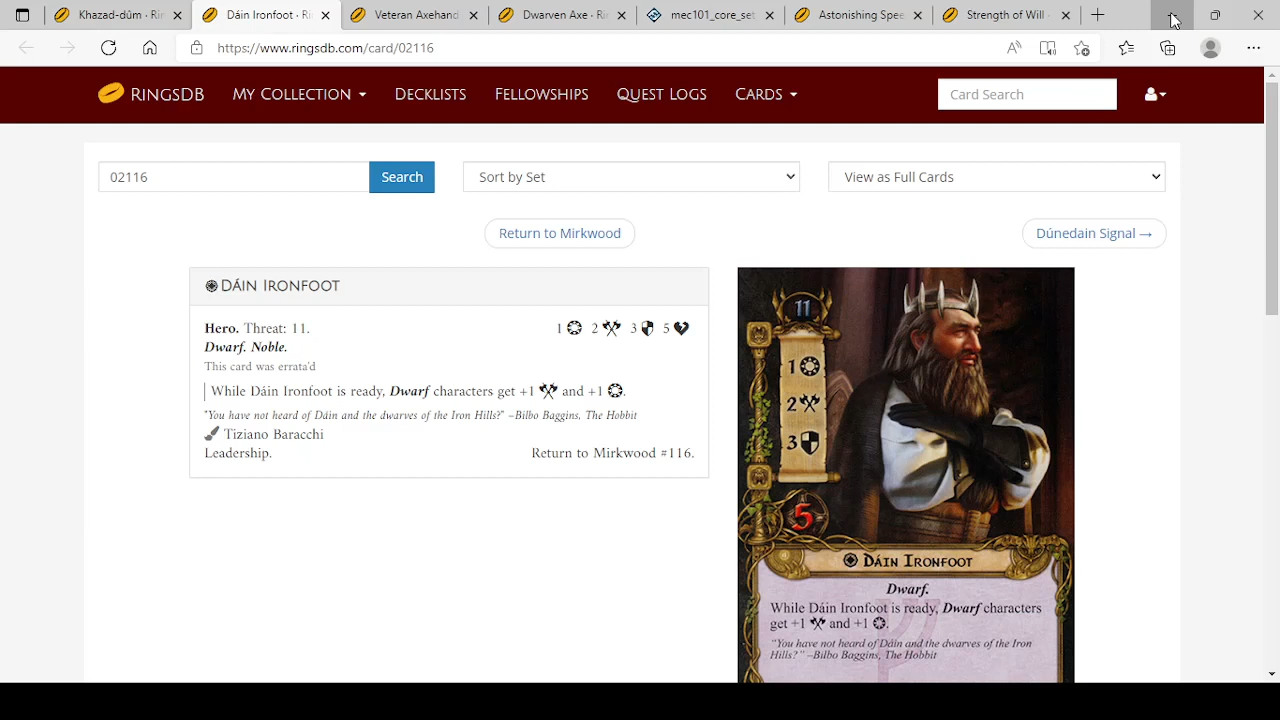 Khazad-dûm · Ri
Dáin Ironfoot · Ri
Veteran Axehand
Dwarven Axe · Ri
mec101_core_set
Astonishing Spee
Strength of Will ·
https://www.ringsdb.com/card/02116
RingsDB
My Collection
Decklists
Fellowships
Quest Logs
Cards
Card Search
02116
Search
Sort by Set
View as Full Cards
Return to Mirkwood
Dúnedain Signal →
Dáin Ironfoot
Hero. Threat: 11.
1 2 3 5
Dwarf. Noble.
This card was errata'd
While Dáin Ironfoot is ready, Dwarf characters get +1 and +1 .
"You have not heard of Dáin and the dwarves of the Iron Hills?" –Bilbo Baggins, The Hobbit
Tiziano Baracchi
Leadership.
Return to Mirkwood #116.
11
1
2
3
5
Dáin Ironfoot
Dwarf.
While Dáin Ironfoot is ready, Dwarf characters
get +1 and +1 .
"You have not heard of Dáin and the dwarves of the Iron
Hills?" –Bilbo Baggins, The Hobbit